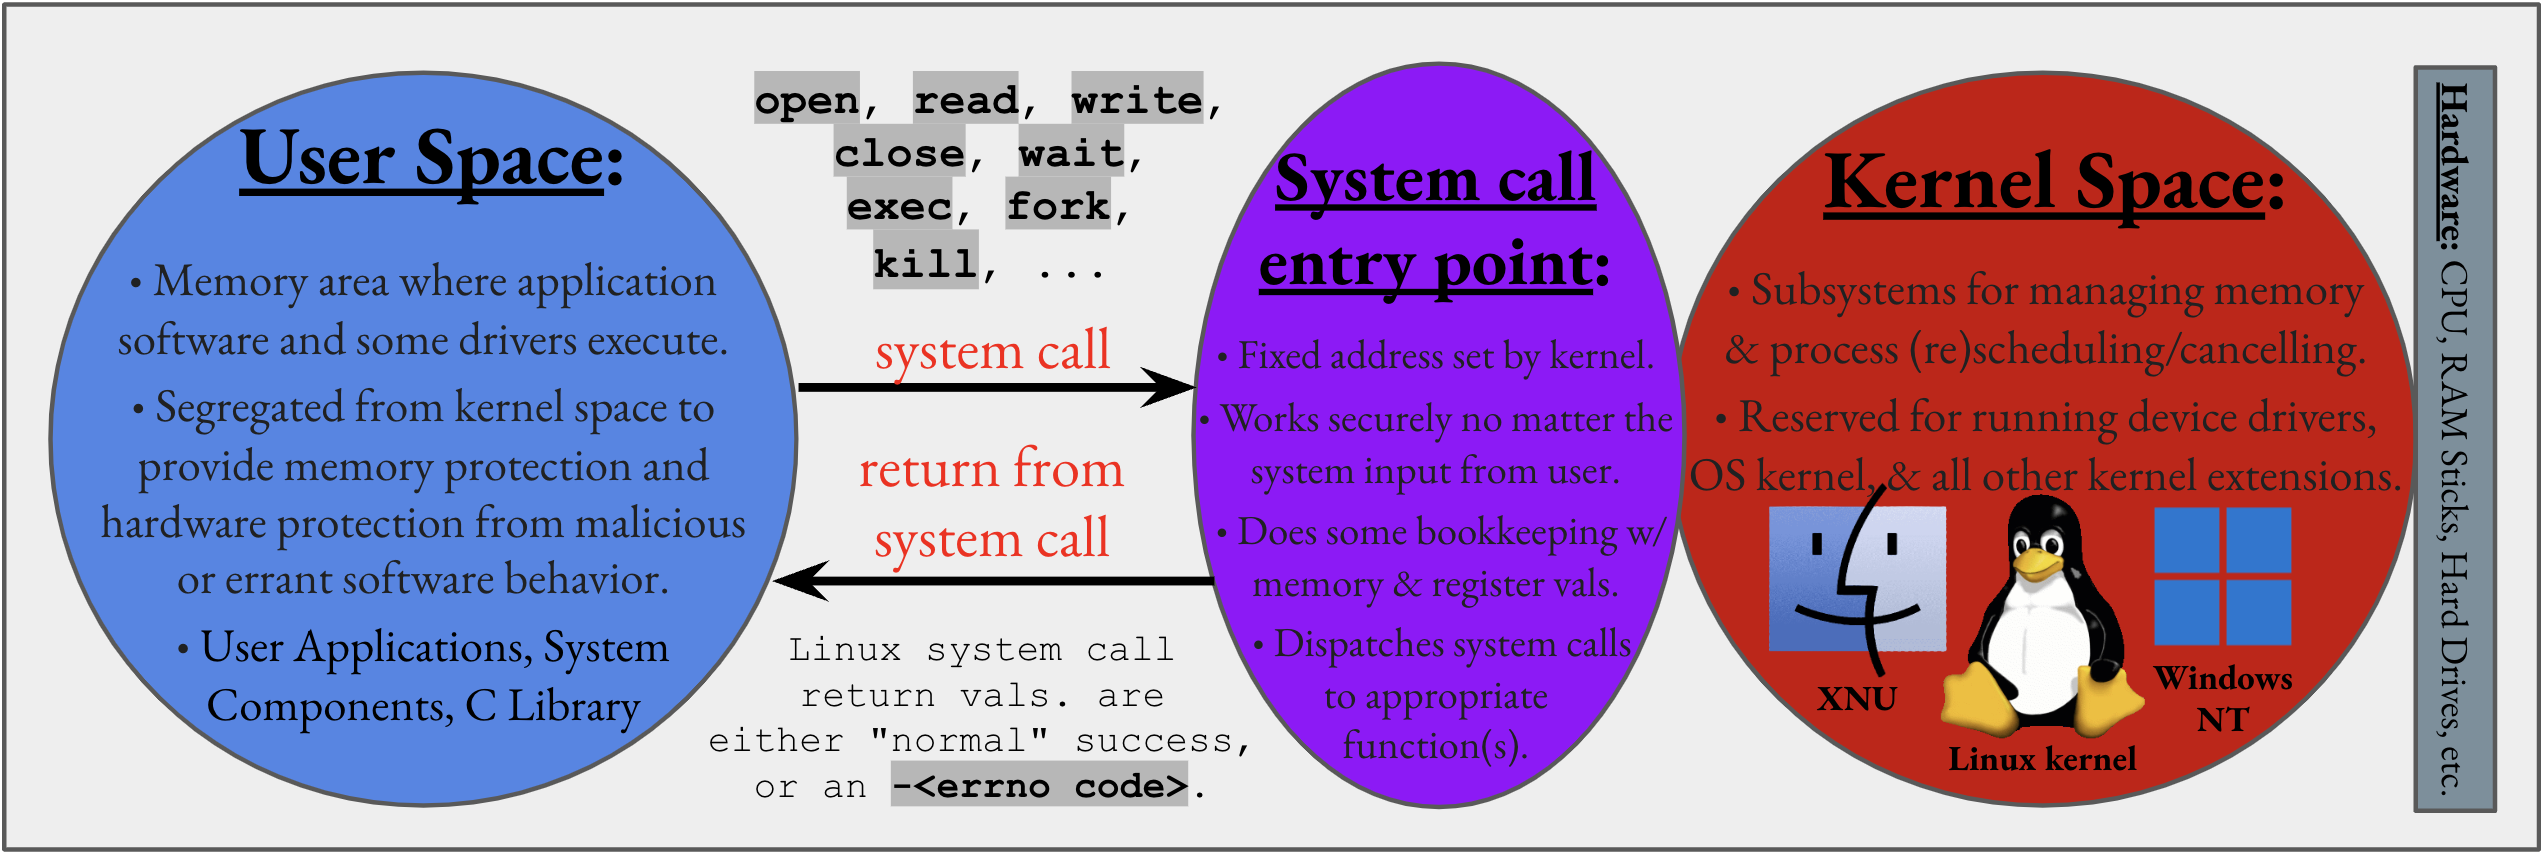 User Space:
• Memory area where application
software and some drivers execute.
• Segregated from kernel space to
provide memory protection and
hardware protection from malicious
or errant software behavior.
• User Applications, System
Components, C Library
open, read, write,
close, wait,
exec, fork,
kill, ...
system call
return from
system call
Linux system call
return vals. are
either "normal" success,
or an -<errno code>.
System call
entry point:
• Fixed address set by kernel.
• Works securely no matter the
system input from user.
• Does some bookkeeping w/
memory & register vals.
• Dispatches system calls
to appropriate
function(s).
Kernel Space:
• Subsystems for managing memory
& process (re)scheduling/cancelling.
• Reserved for running device drivers,
OS kernel, & all other kernel extensions.
XNU
Linux kernel
Windows
NT
Hardware: CPU, RAM Sticks, Hard Drives, etc.